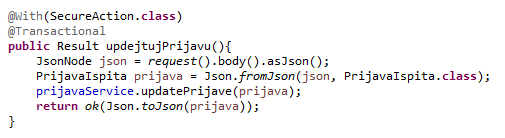 @With(SecureAction.class)
@Transactional
public Result updejtujPrijavu(){
    JsonNode json = request().body().asJson();
    PrijavaIspita prijava = Json.fromJson(json, PrijavaIspita.class);
    prijavaService.updatePrijave(prijava);
    return ok(Json.toJson(prijava));
}